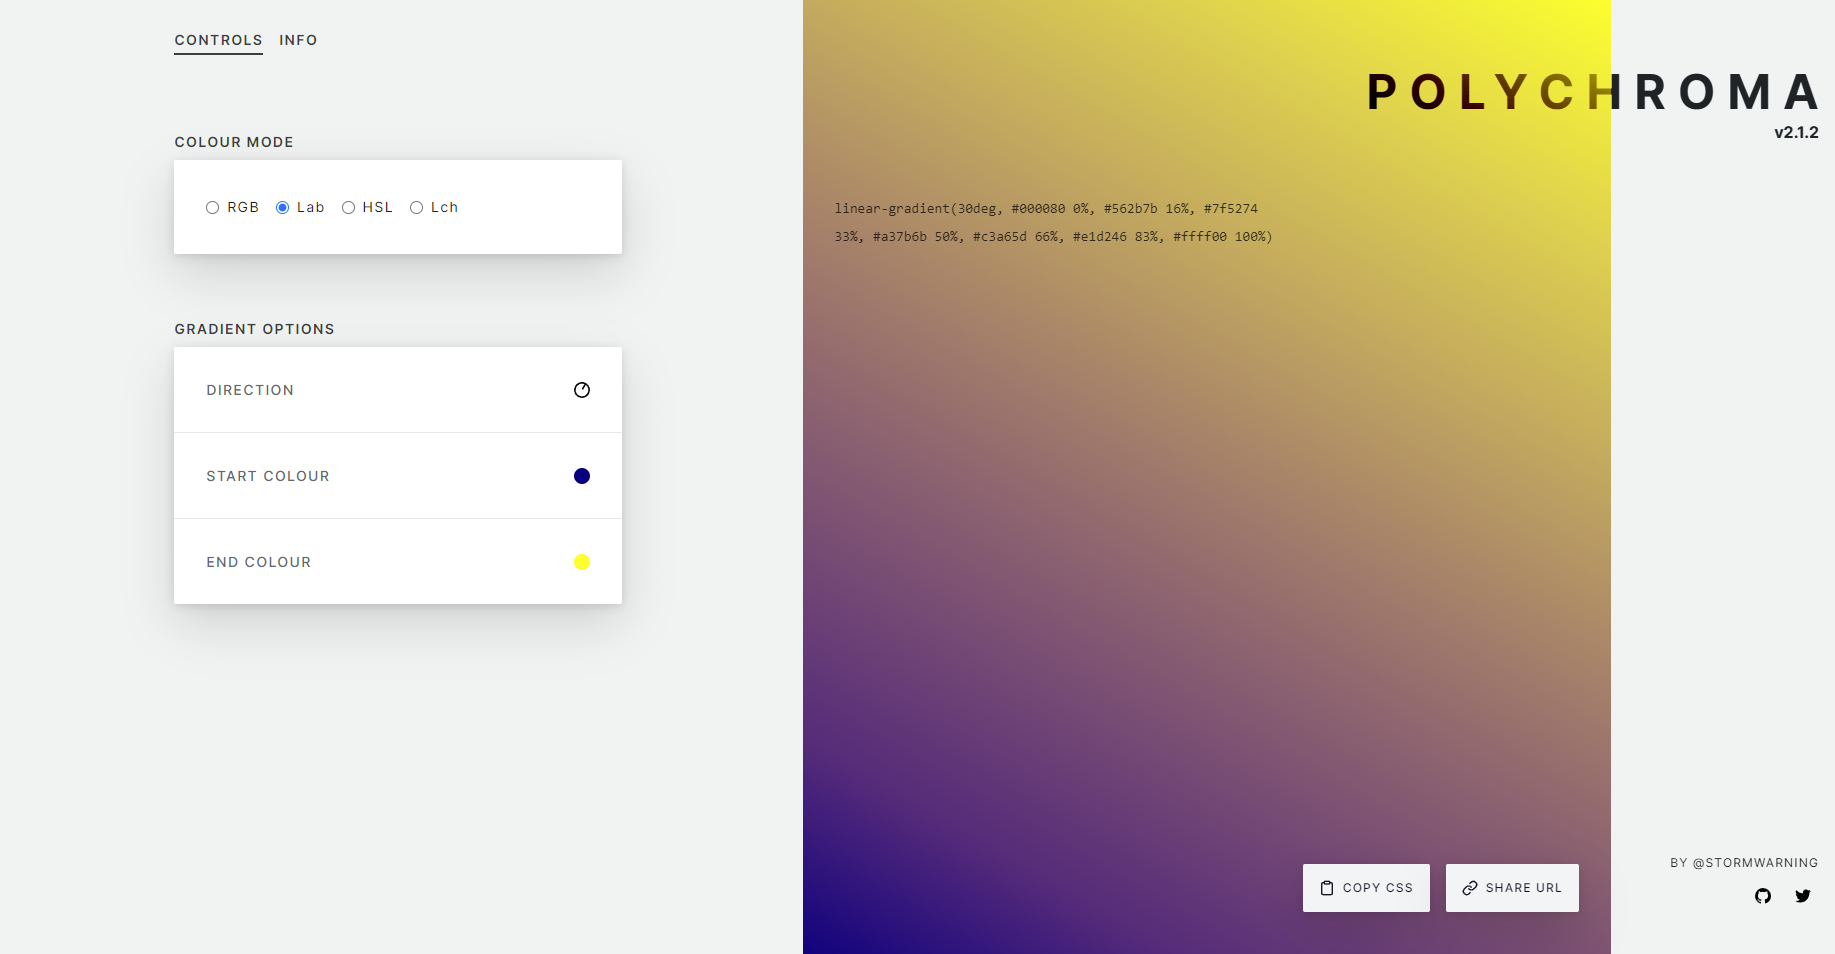 CONTROLS INFO
COLOUR MODE
RGB Lab HSL Lch
GRADIENT OPTIONS
DIRECTION
START COLOUR
END COLOUR
POLYCHROMA
v2.1.2
linear-gradient(30deg, #000080 0%, #562b7b 16%, #7f5274
33%, #a37b6b 50%, #c3a65d 66%, #e1d246 83%, #ffff00 100%)
COPY CSS SHARE URL
BY @STORMWARNING